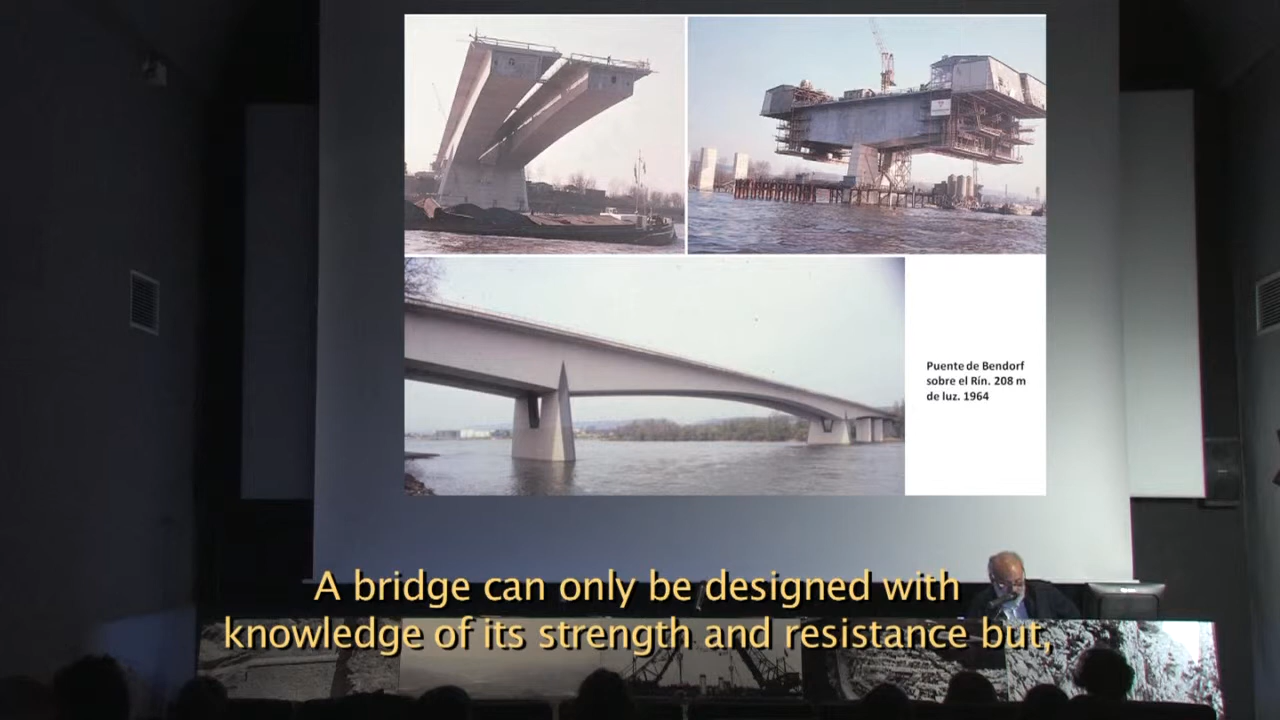 Puente de Bendorf
sobre el Rín. 208 m
de luz. 1964
A bridge can only be designed with
knowledge of its strength and resistance but,